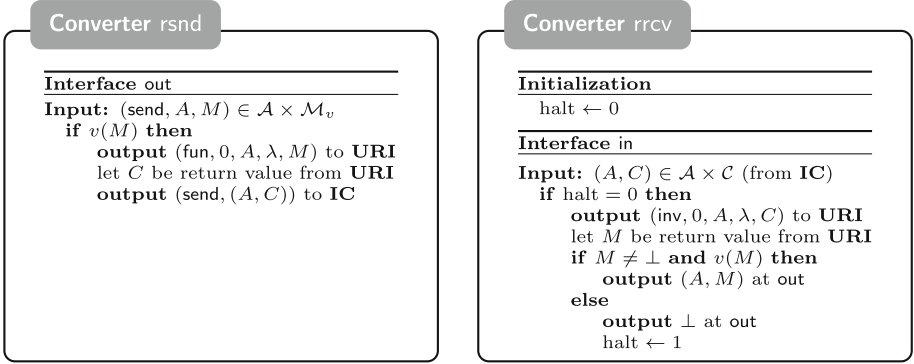 Converter rsnd
Interface out
Input: (send, A, M) ∈ 𝒜 × ℳᵥ
if v(M) then
output (fun, 0, A, λ, M) to URI
let C be return value from URI
output (send, (A, C)) to IC
Converter rrcv
Initialization
halt ← 0
Interface in
Input: (A, C) ∈ 𝒜 × 𝒞 (from IC)
if halt = 0 then
output (inv, 0, A, λ, C) to URI
let M be return value from URI
if M ≠ ⊥ and v(M) then
output (A, M) at out
else
output ⊥ at out
halt ← 1